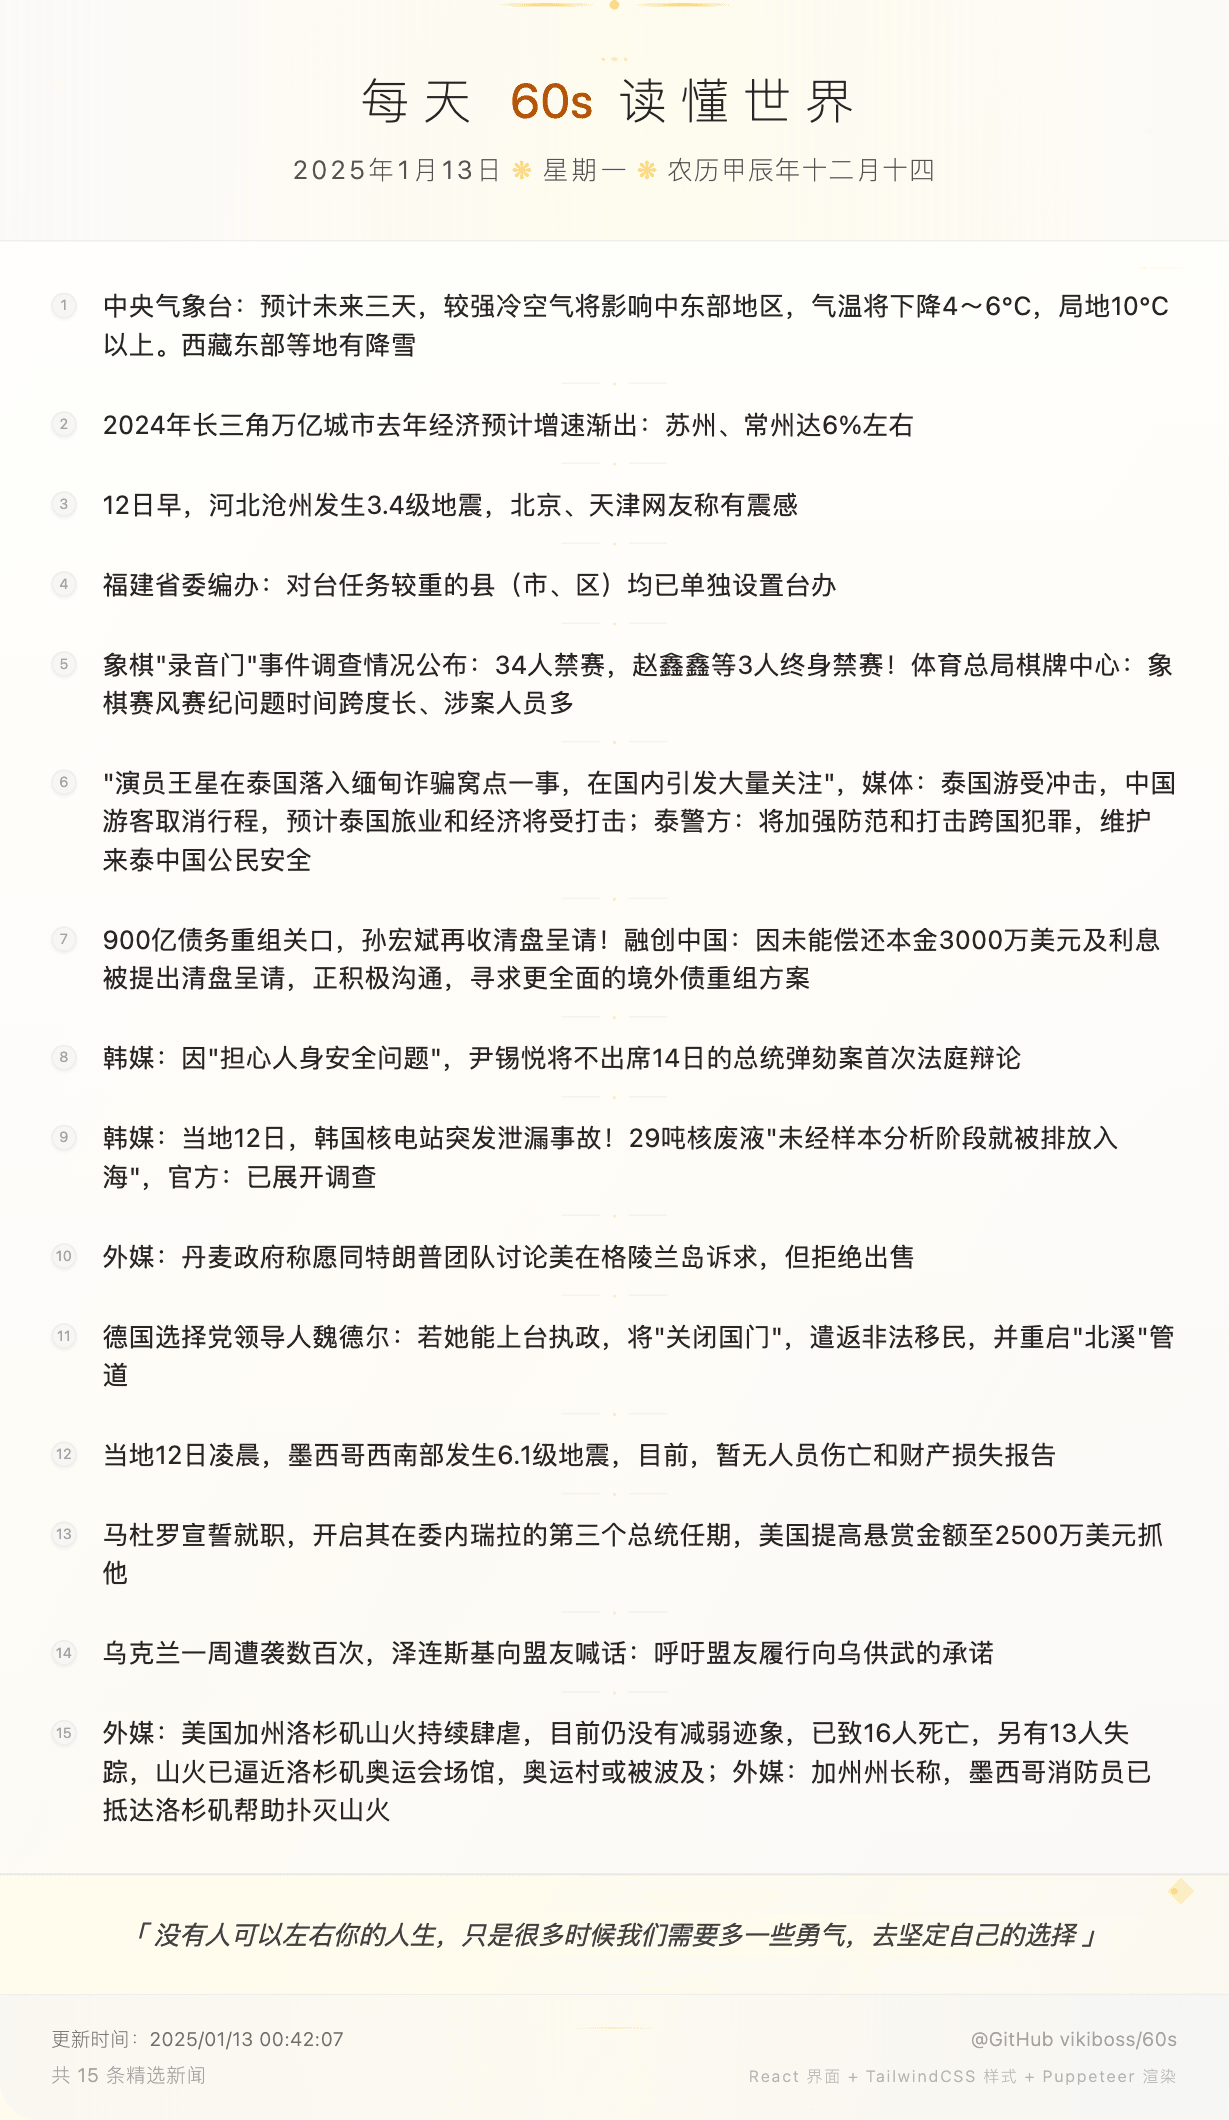 每天 60s 读懂世界
2025年1月13日 ❋ 星期一 ❋ 农历甲辰年十二月十四
1 中央气象台：预计未来三天，较强冷空气将影响中东部地区，气温将下降4～6°C，局地10°C
以上。西藏东部等地有降雪
2 2024年长三角万亿城市去年经济预计增速渐出：苏州、常州达6%左右
3 12日早，河北沧州发生3.4级地震，北京、天津网友称有震感
4 福建省委编办：对台任务较重的县（市、区）均已单独设置台办
5 象棋"录音门"事件调查情况公布：34人禁赛，赵鑫鑫等3人终身禁赛！体育总局棋牌中心：象
棋赛风赛纪问题时间跨度长、涉案人员多
6 "演员王星在泰国落入缅甸诈骗窝点一事，在国内引发大量关注"，媒体：泰国游受冲击，中国
游客取消行程，预计泰国旅业和经济将受打击；泰警方：将加强防范和打击跨国犯罪，维护
来泰中国公民安全
7 900亿债务重组关口，孙宏斌再收清盘呈请！融创中国：因未能偿还本金3000万美元及利息
被提出清盘呈请，正积极沟通，寻求更全面的境外债重组方案
8 韩媒：因"担心人身安全问题"，尹锡悦将不出席14日的总统弹劾案首次法庭辩论
9 韩媒：当地12日，韩国核电站突发泄漏事故！29吨核废液"未经样本分析阶段就被排放入
海"，官方：已展开调查
10 外媒：丹麦政府称愿同特朗普团队讨论美在格陵兰岛诉求，但拒绝出售
11 德国选择党领导人魏德尔：若她能上台执政，将"关闭国门"，遣返非法移民，并重启"北溪"管
道
12 当地12日凌晨，墨西哥西南部发生6.1级地震，目前，暂无人员伤亡和财产损失报告
13 马杜罗宣誓就职，开启其在委内瑞拉的第三个总统任期，美国提高悬赏金额至2500万美元抓
他
14 乌克兰一周遭袭数百次，泽连斯基向盟友喊话：呼吁盟友履行向乌供武的承诺
15 外媒：美国加州洛杉矶山火持续肆虐，目前仍没有减弱迹象，已致16人死亡，另有13人失
踪，山火已逼近洛杉矶奥运会场馆，奥运村或被波及；外媒：加州州长称，墨西哥消防员已
抵达洛杉矶帮助扑灭山火
「 没有人可以左右你的人生，只是很多时候我们需要多一些勇气，去坚定自己的选择 」
更新时间：2025/01/13 00:42:07
@GitHub vikiboss/60s
共 15 条精选新闻
React 界面 + TailwindCSS 样式 + Puppeteer 渲染